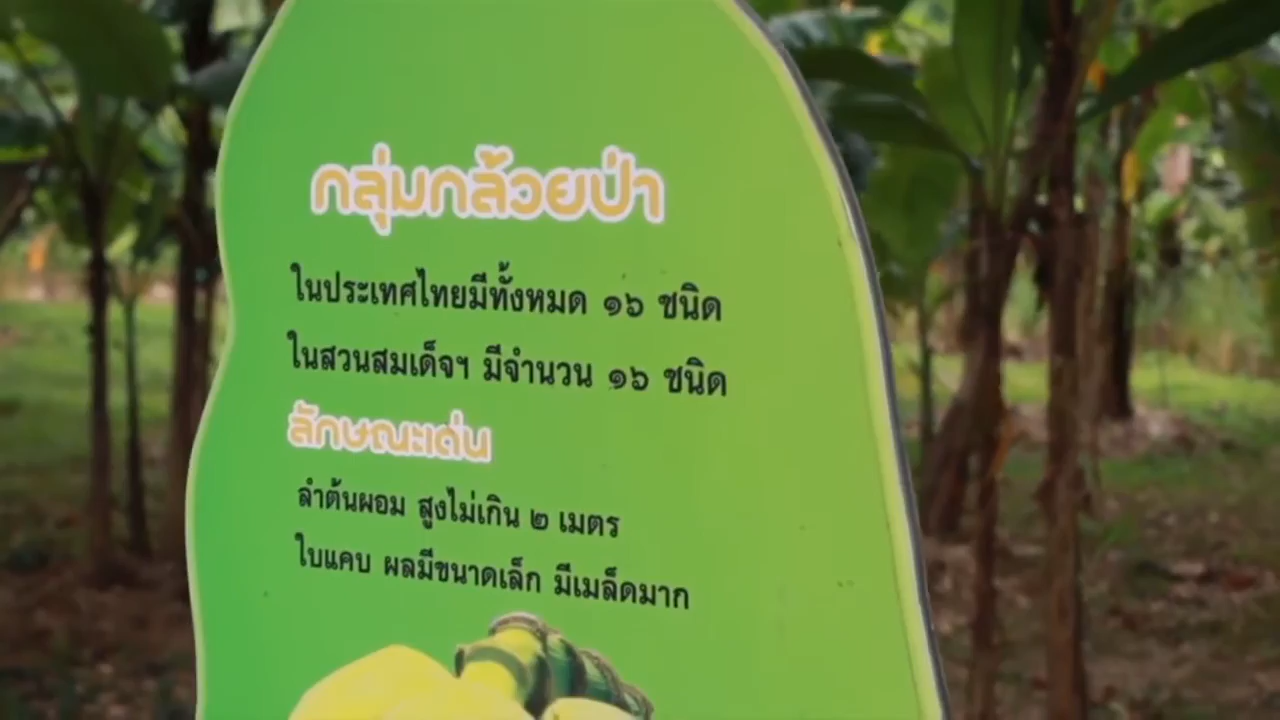 กลุ่มกล้วยป่า
ในประเทศไทยมีทั้งหมด ๑๖ ชนิด
ในสวนสมเด็จฯ มีจำนวน ๑๖ ชนิด
ลักษณะเด่น
ลำต้นผอม สูงไม่เกิน ๒ เมตร
ใบแคบ ผลมีขนาดเล็ก มีเมล็ดมาก